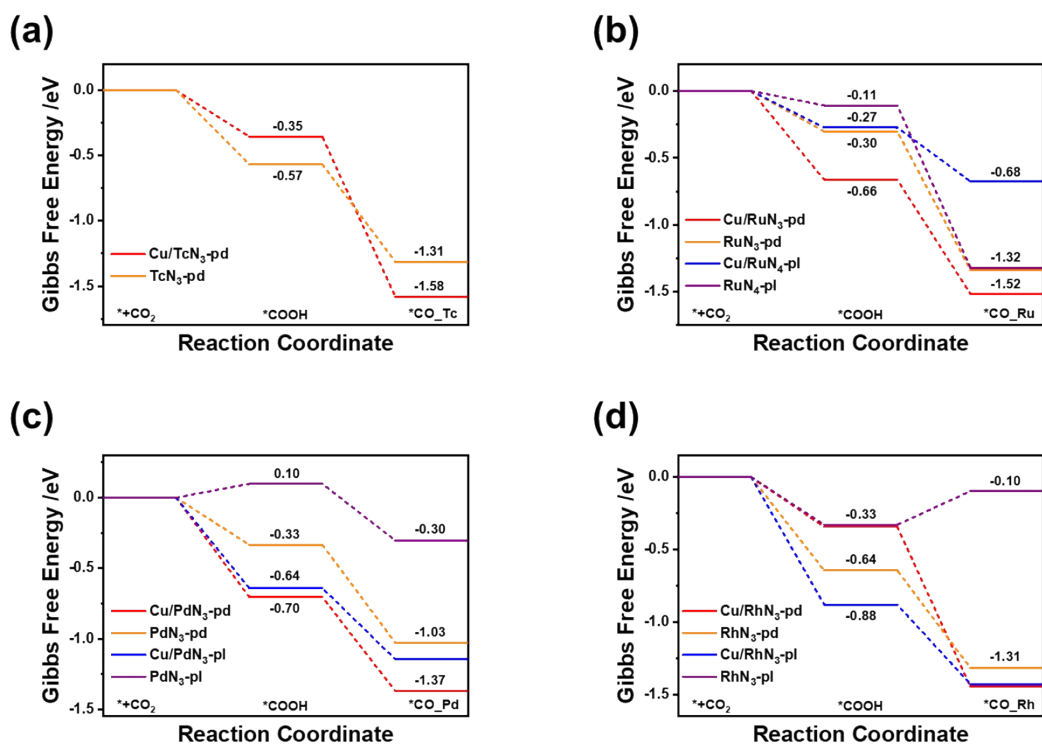 (a)
Gibbs Free Energy /eV
0.0
-0.5
-1.0
-1.5
-0.35
-0.57
-1.31
-1.58
Cu/TcN₃-pd
TcN₃-pd
*+CO₂ *COOH *CO_Tc
Reaction Coordinate
(b)
Gibbs Free Energy /eV
0.0
-0.5
-1.0
-1.5
-0.11
-0.27
-0.30
-0.66
-0.68
-1.32
-1.52
Cu/RuN₃-pd
RuN₃-pd
Cu/RuN₄-pl
RuN₄-pl
*+CO₂ *COOH *CO_Ru
Reaction Coordinate
(c)
Gibbs Free Energy /eV
0.0
-0.5
-1.0
-1.5
0.10
-0.30
-0.33
-0.64
-0.70
-1.03
-1.37
Cu/PdN₃-pd
PdN₃-pd
Cu/PdN₃-pl
PdN₃-pl
*+CO₂ *COOH *CO_Pd
Reaction Coordinate
(d)
Gibbs Free Energy /eV
0.0
-0.5
-1.0
-1.5
-0.10
-0.33
-0.64
-0.88
-1.31
Cu/RhN₃-pd
RhN₃-pd
Cu/RhN₃-pl
RhN₃-pl
*+CO₂ *COOH *CO_Rh
Reaction Coordinate